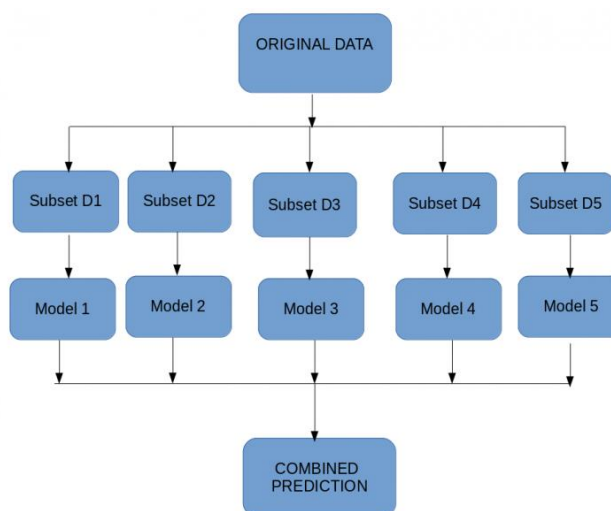 ORIGINAL DATA
Subset D1
Subset D2
Subset D3
Subset D4
Subset D5
Model 1
Model 2
Model 3
Model 4
Model 5
COMBINED
PREDICTION